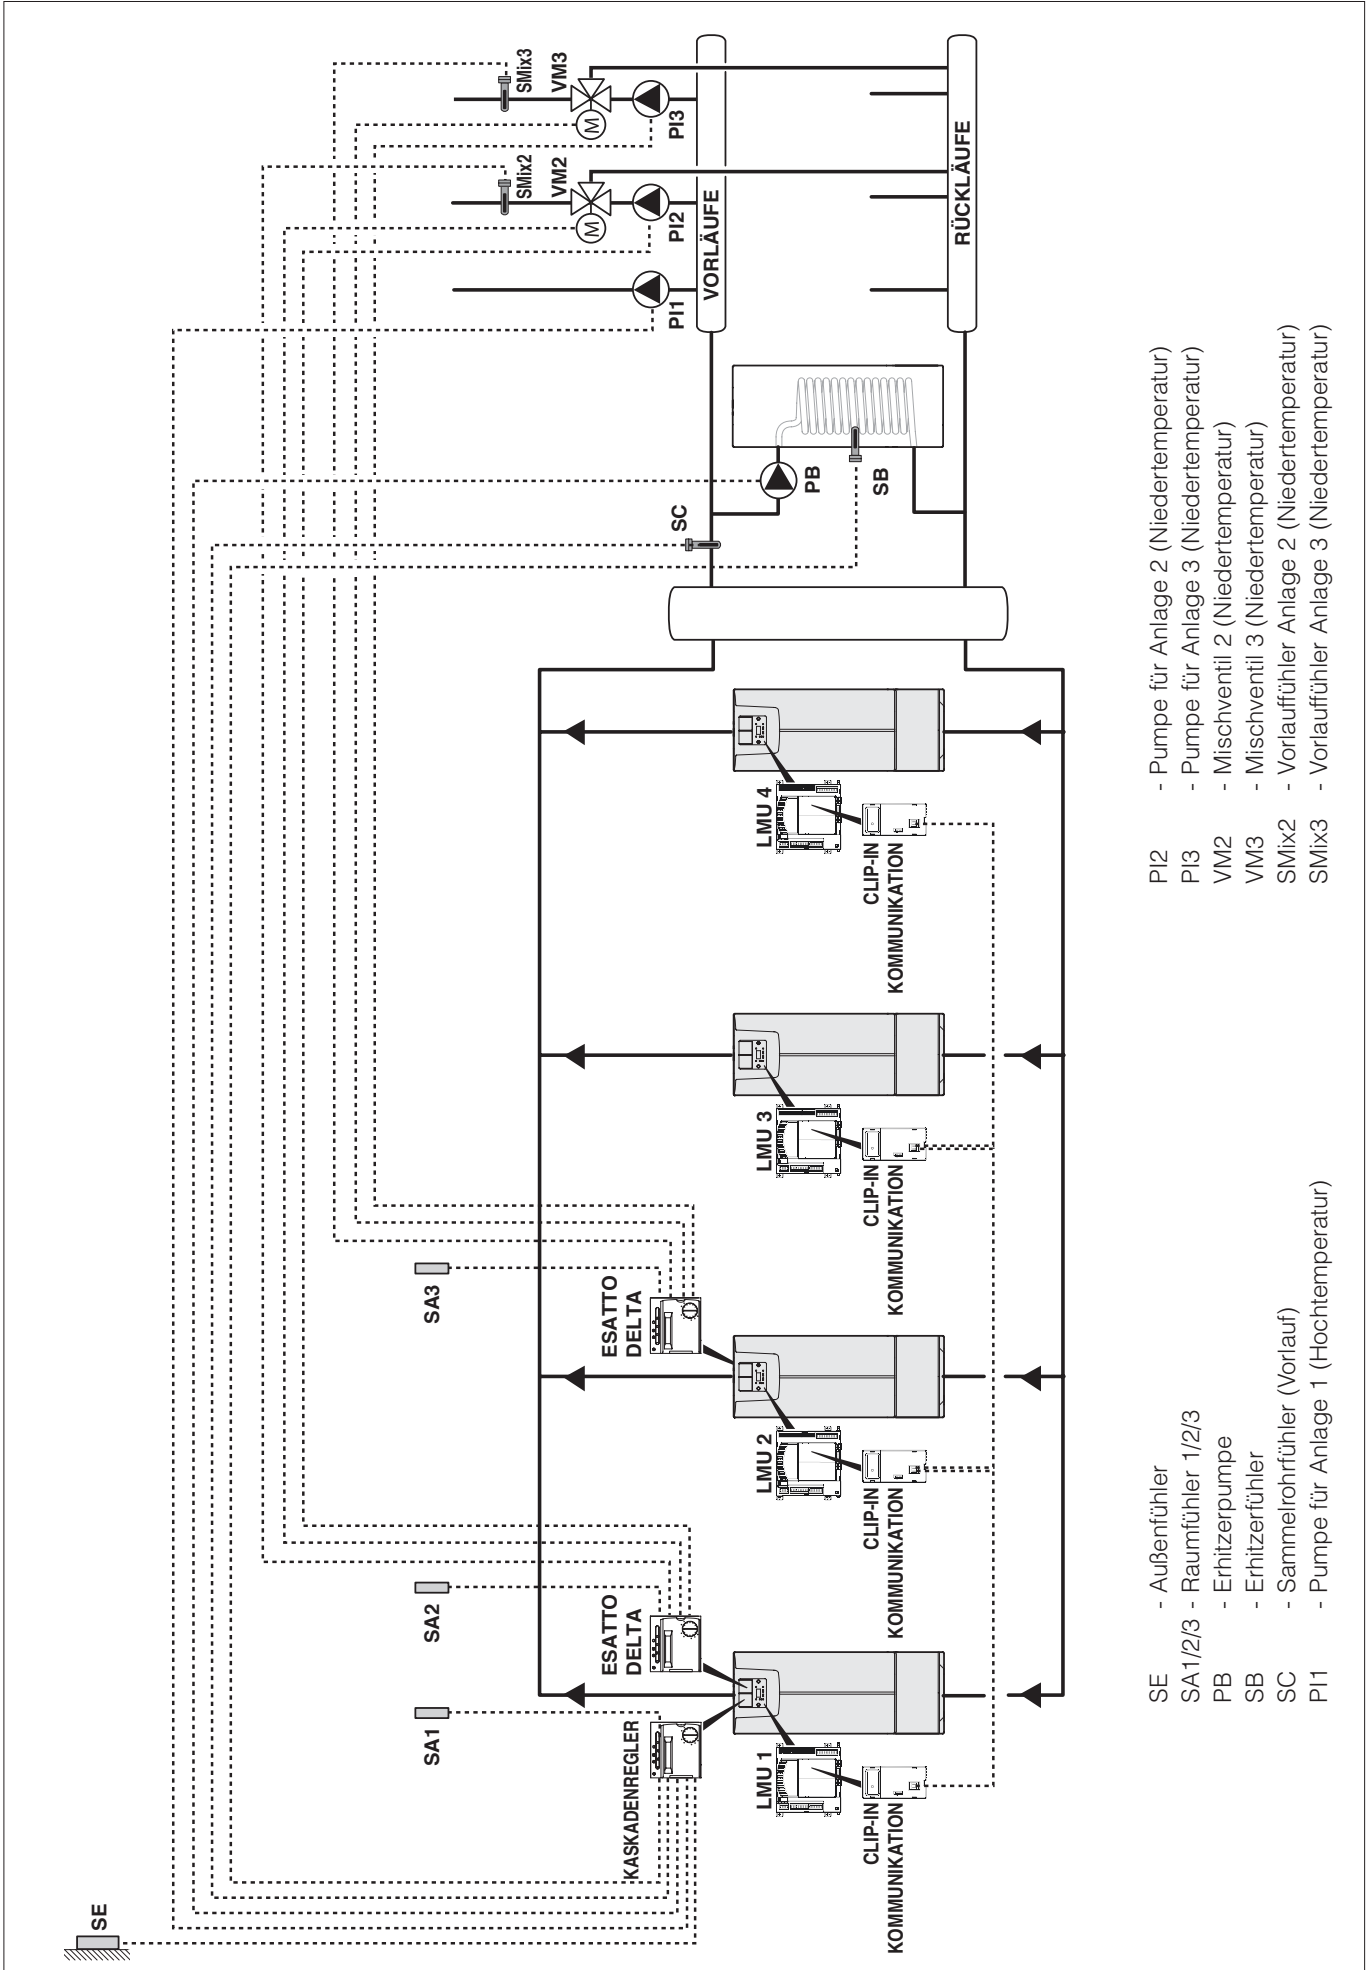 SE
SA1
SA2
SA3
KASKADENREGLER
ESATTO
DELTA
ESATTO
DELTA
LMU 1
LMU 2
LMU 3
LMU 4
CLIP-IN
KOMMUNIKATION
CLIP-IN
KOMMUNIKATION
CLIP-IN
KOMMUNIKATION
CLIP-IN
KOMMUNIKATION
SC
PB
SB
PI1
PI2
PI3
M
M
VM2
VM3
SMix2
SMix3
VORLÄUFE
RÜCKLÄUFE
SE - Außenfühler
SA1/2/3 - Raumfühler 1/2/3
PB - Erhitzerpumpe
SB - Erhitzerfühler
SC - Sammelrohrfühler (Vorlauf)
PI1 - Pumpe für Anlage 1 (Hochtemperatur)
PI2 - Pumpe für Anlage 2 (Niedertemperatur)
PI3 - Pumpe für Anlage 3 (Niedertemperatur)
VM2 - Mischventil 2 (Niedertemperatur)
VM3 - Mischventil 3 (Niedertemperatur)
SMix2 - Vorlauffühler Anlage 2 (Niedertemperatur)
SMix3 - Vorlauffühler Anlage 3 (Niedertemperatur)